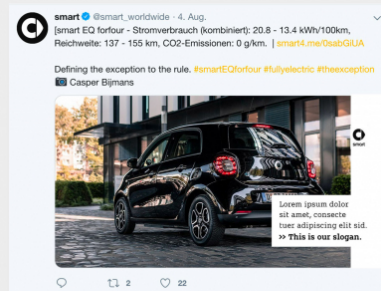 smart @smart_worldwide · 4. Aug.
[smart EQ forfour - Stromverbrauch (kombiniert): 20.8 - 13.4 kWh/100km,
Reichweite: 137 - 155 km, CO2-Emissionen: 0 g/km. | smart4.me/0sabGiUA
Defining the exception to the rule. #smartEQforfour #fullyelectric #theexception
Casper Bijmans
smart
Lorem ipsum dolor
sit amet, consecte
tuer adipiscing elit sid.
>> This is our slogan.
2
22